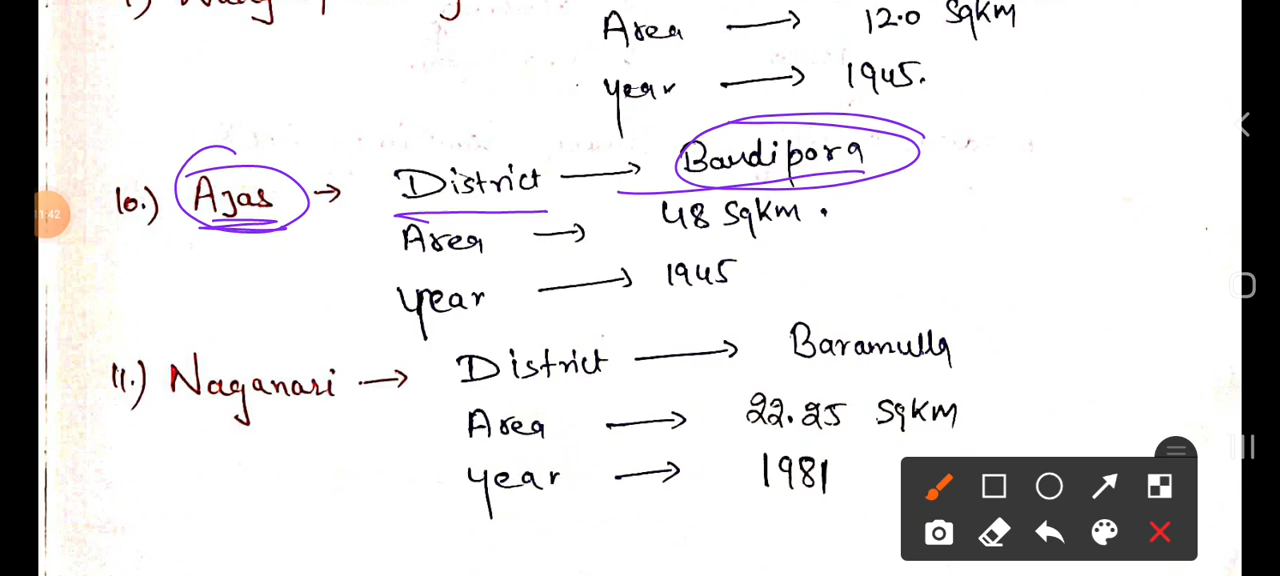 Area → 12.0 SqKm
year → 1945.
10.) Ajas → District → Bandipora
Area → 48 SqKm.
year → 1945
11.) Naganari → District → Baramulla
Area → 22.25 SqKm
year → 1981